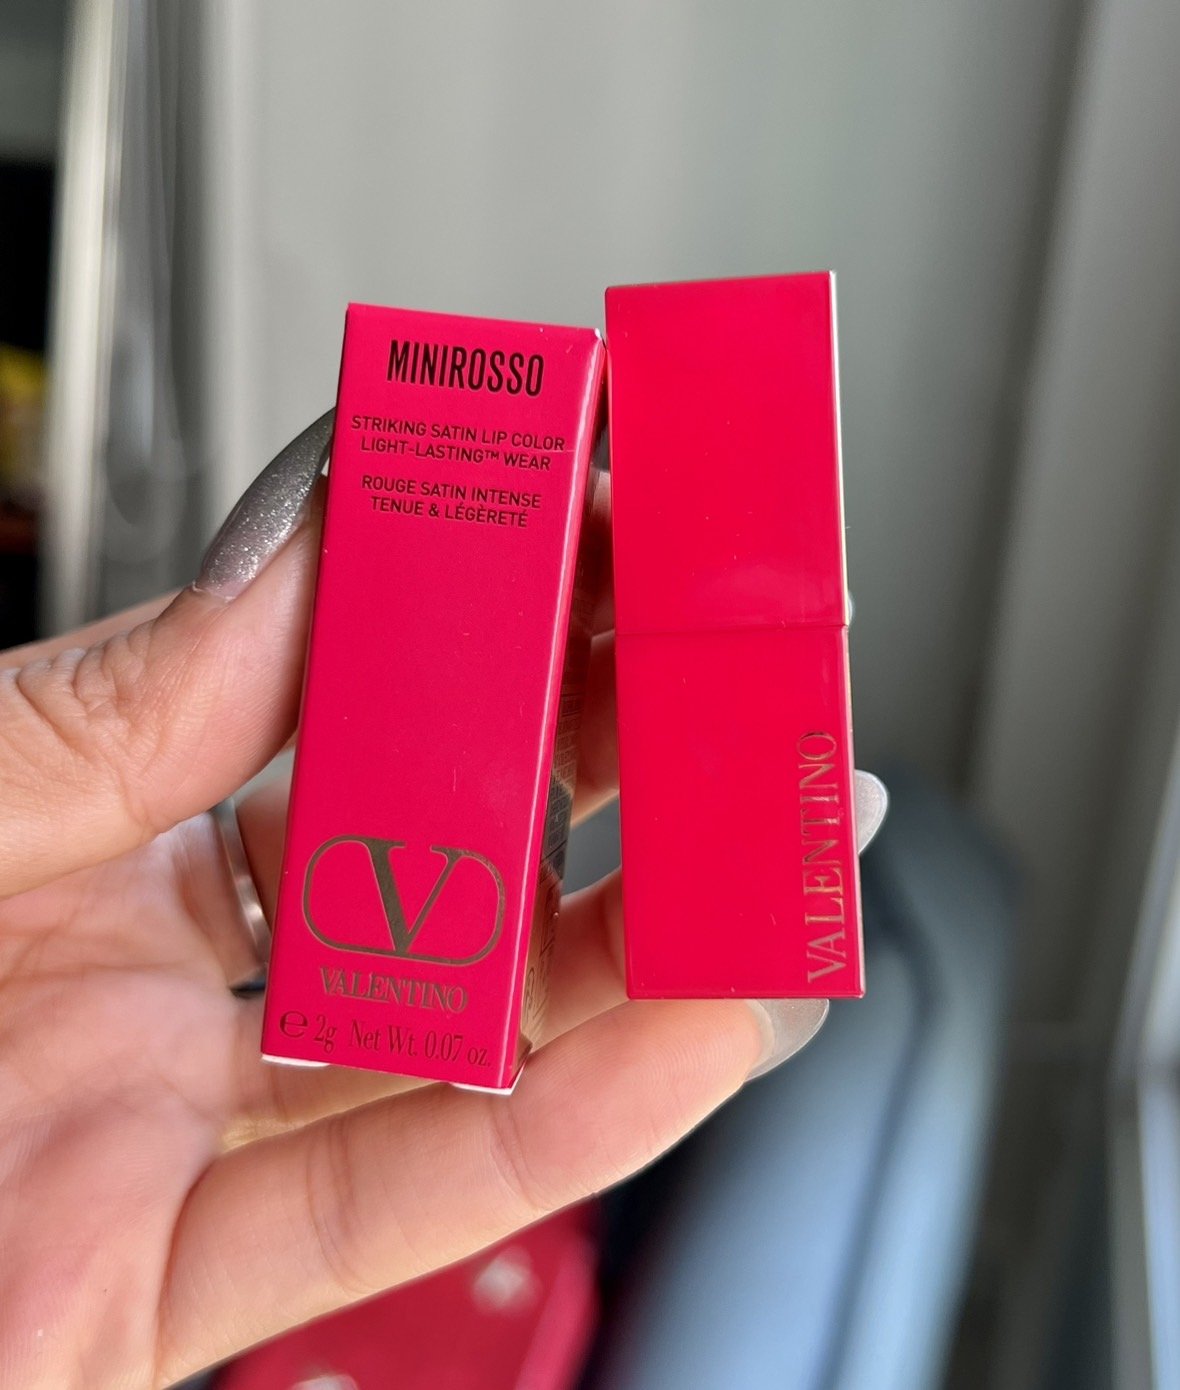 MINIROSSO
STRIKING SATIN LIP COLOR
LIGHT-LASTING™ WEAR
ROUGE SATIN INTENSE
TENUE & LÉGÈRETÉ
V
VALENTINO
℮ 2g Net Wt. 0.07 oz.
VALENTINO